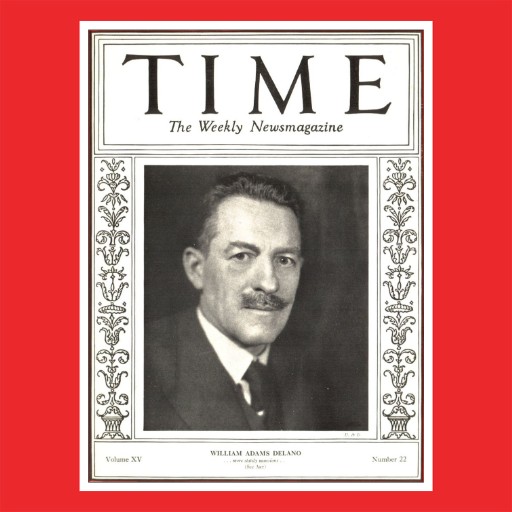 TIME
The Weekly Newsmagazine
WILLIAM ADAMS DELANO
Volume XV
Number 22